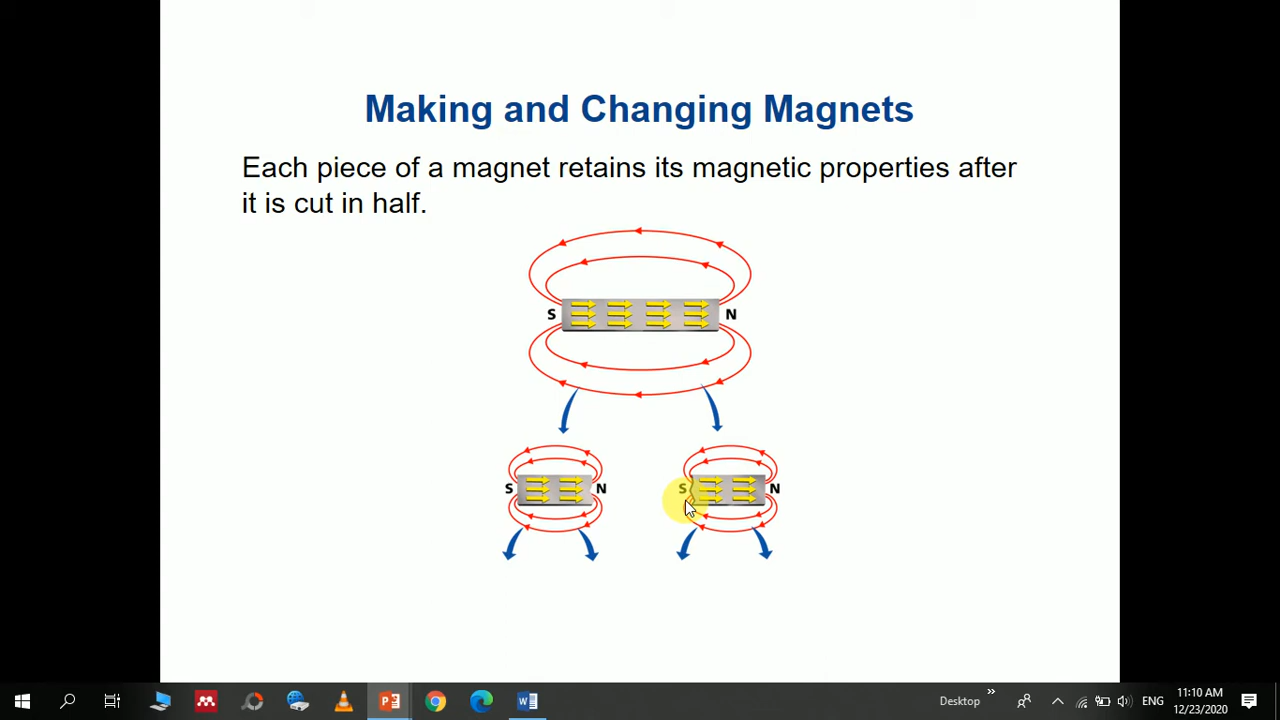 Making and Changing Magnets
Each piece of a magnet retains its magnetic properties after
it is cut in half.
S N
S N S N
Desktop » ENG 11:10 AM
12/23/2020